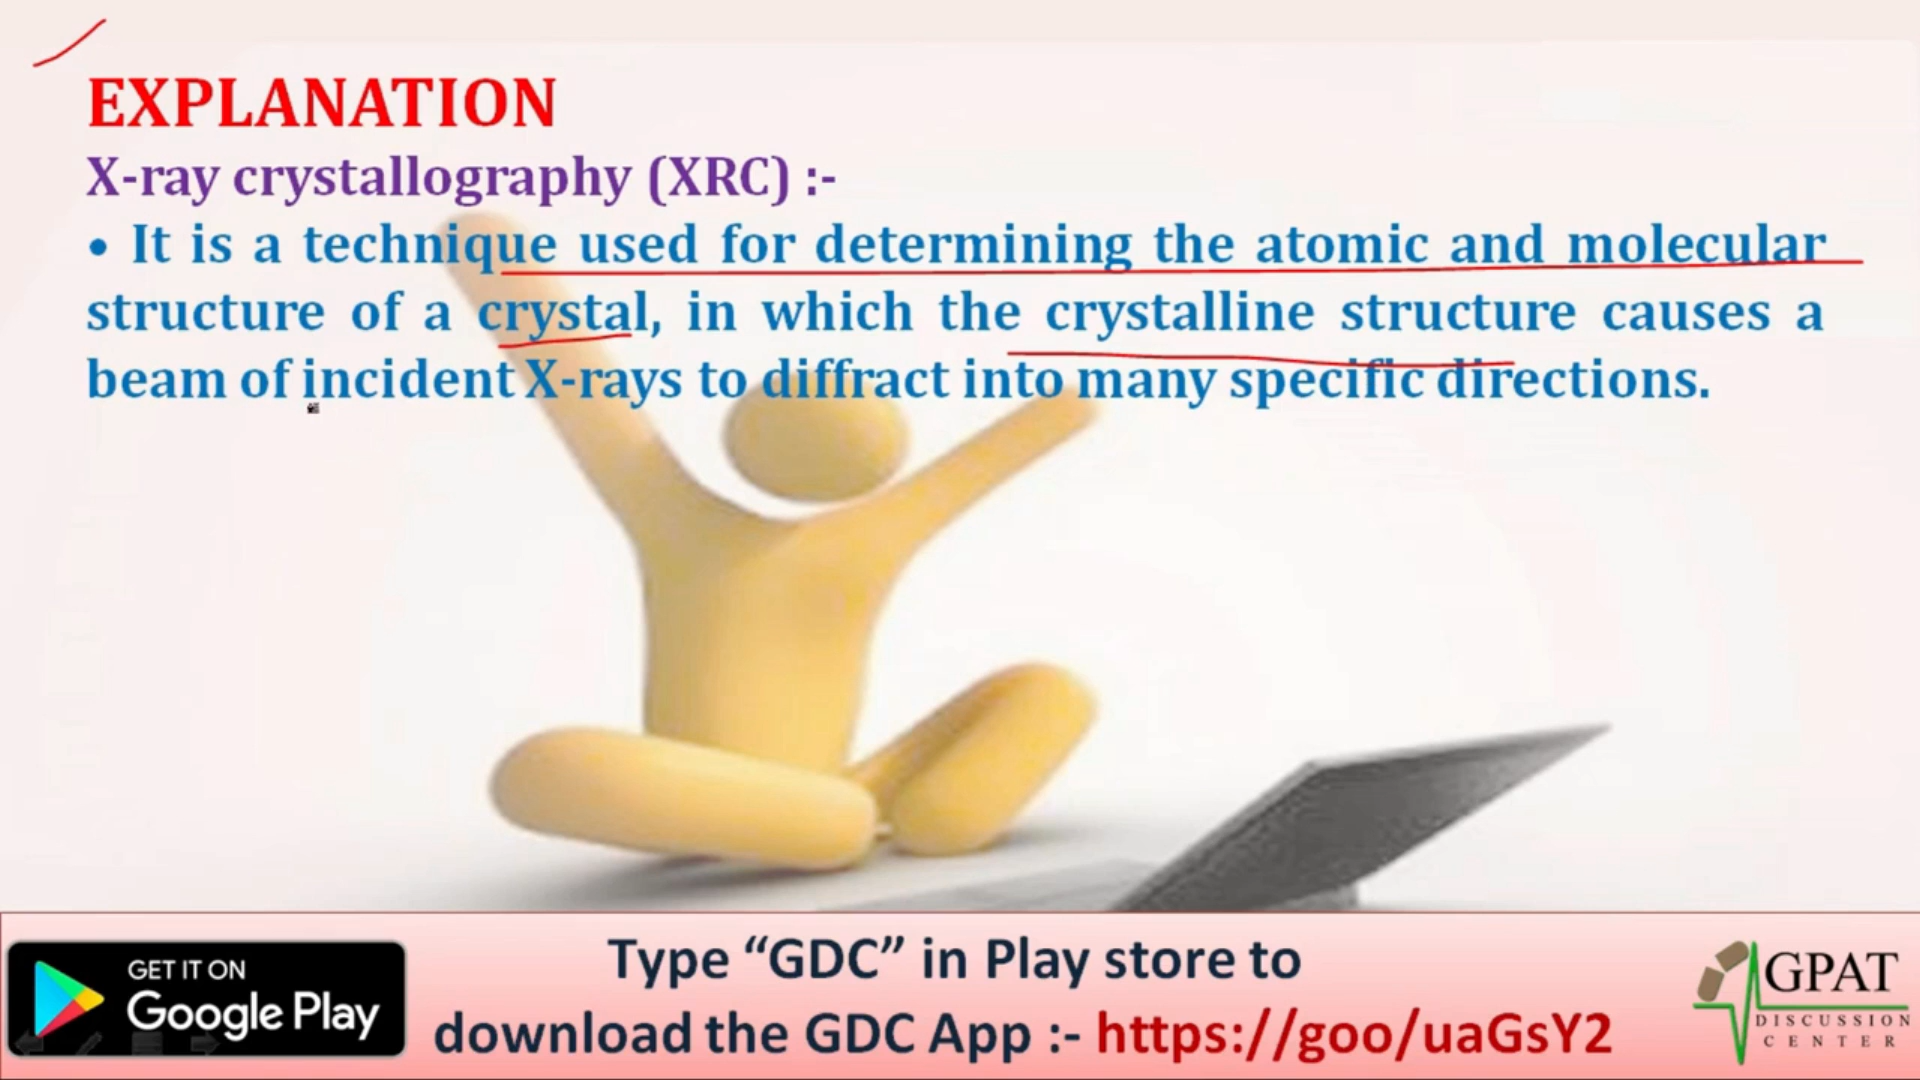 EXPLANATION
X-ray crystallography (XRC) :-
• It is a technique used for determining the atomic and molecular
structure of a crystal, in which the crystalline structure causes a
beam of incident X-rays to diffract into many specific directions.
GET IT ON
Google Play
Type “GDC” in Play store to
download the GDC App :- https://goo/uaGsY2
GPAT
DISCUSSION
CENTER